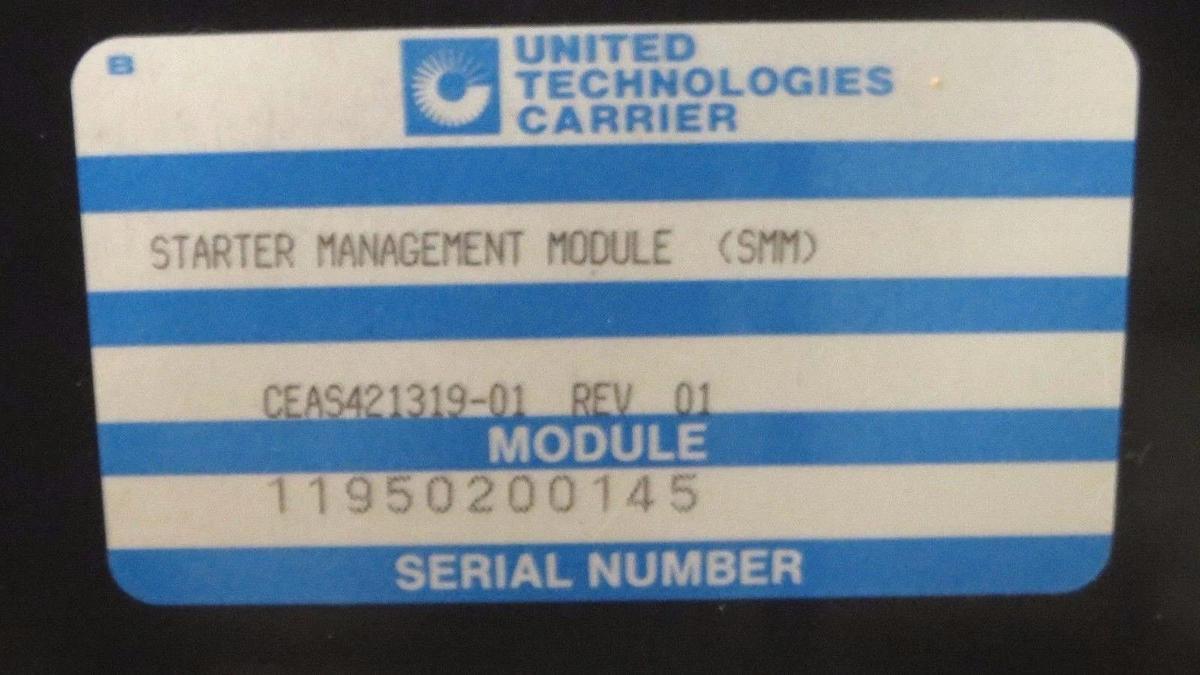 B
UNITED
TECHNOLOGIES
CARRIER
STARTER MANAGEMENT MODULE (SMM)
CEAS421319-01 REV 01
MODULE
11950200145
SERIAL NUMBER